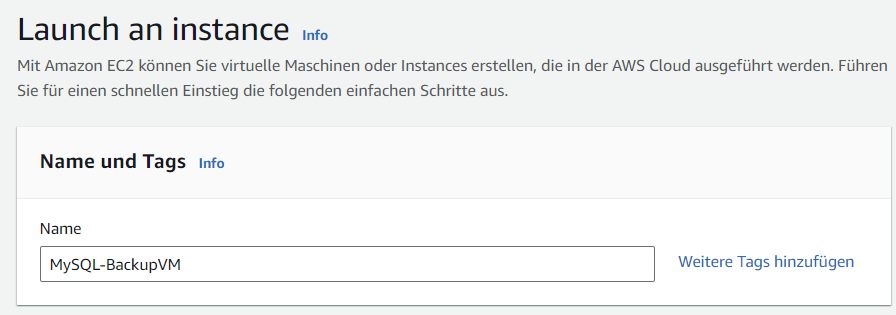 Launch an instance Info
Mit Amazon EC2 können Sie virtuelle Maschinen oder Instances erstellen, die in der AWS Cloud ausgeführt werden. Führen
Sie für einen schnellen Einstieg die folgenden einfachen Schritte aus.
Name und Tags Info
Name
MySQL-BackupVM Weitere Tags hinzufügen